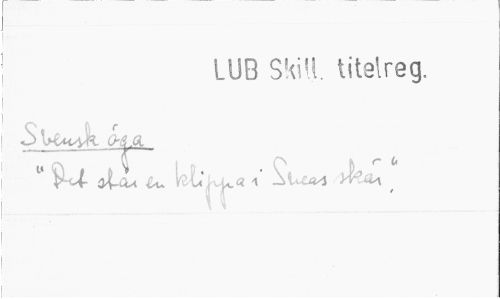 LUB Skill. titelreg.
Svensk öga
"Det står en klippa i Sveas skär".